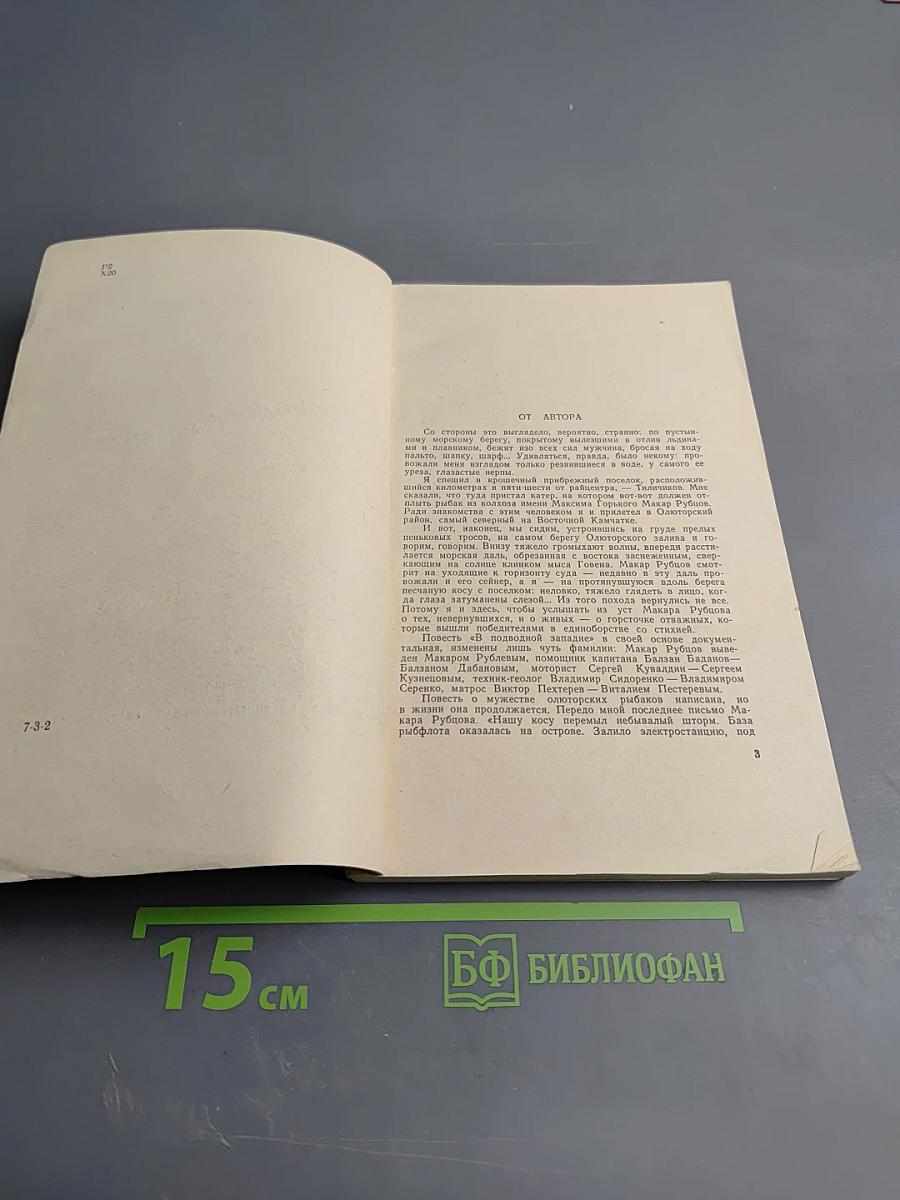 Р2
Х20
7-3-2
ОТ АВТОРА
Со стороны это выглядело, вероятно, странно: по пустын-
ному морскому берегу, покрытому вылезшими в отлив льдина-
ми и плавником, бежит изо всех сил мужчина, бросая на ходу
пальто, шапку, шарф... Удивляться, правда, было некому: про-
вожали меня взглядом только резвившиеся в воде, у самого ее
уреза, глазастые нерпы.
Я спешил в крошечный прибрежный поселок, расположив-
шийся километрах в пяти-шести от райцентра, — Тиличиков. Мне
сказали, что туда пристал катер, на котором вот-вот должен от-
плыть рыбак из колхоза имени Максима Горького Макар Рубцов.
Ради знакомства с этим человеком я и прилетел в Олюторский
район, самый северный на Восточной Камчатке.
И вот, наконец, мы сидим, устроившись на груде прелых
пеньковых тросов, на самом берегу Олюторского залива и го-
ворим, говорим. Внизу тяжело громыхают волны, впереди расстти-
лается морская даль, обрезанная с востока заснеженным, свер-
кающим на солнце клинком мыса Говена. Макар Рубцов смот-
рит на уходящие к горизонту суда — недавно в эту даль про-
вожали и его сейнер, а я — на протянувшуюся вдоль берега
песчаную косу с поселком: неловко, тяжело глядеть в лицо, ког-
да глаза затуманены слезой... Из того похода вернулись не все.
Потому я и здесь, чтобы услышать из уст Макара Рубцова
о тех, невернувшихся, и о живых — о горсточке отважных, ко-
торые вышли победителями в единоборстве со стихией.
Повесть «В подводной западне» в своей основе докумен-
тальная, изменены лишь чуть фамилии: Макар Рубцов выве-
ден Макаром Рублевым, помощник капитана Балзан Баданов—
Балзаном Дабановым, моторист Сергей Кувалдин — Сергеем
Кузнецовым, техник-геолог Владимир Сидоренко — Владимиром
Серенко, матрос Виктор Пехтерев — Виталием Пестеревым.
Повесть о мужестве олюторских рыбаков написана, но
в жизни она продолжается. Передо мной последнее письмо Ма-
кара Рубцова. «Нашу косу перемыл небывалый шторм. База
рыбфлота оказалась на острове. Залило электростанцию, под
3
15 см
БФ БИБЛИОФАН